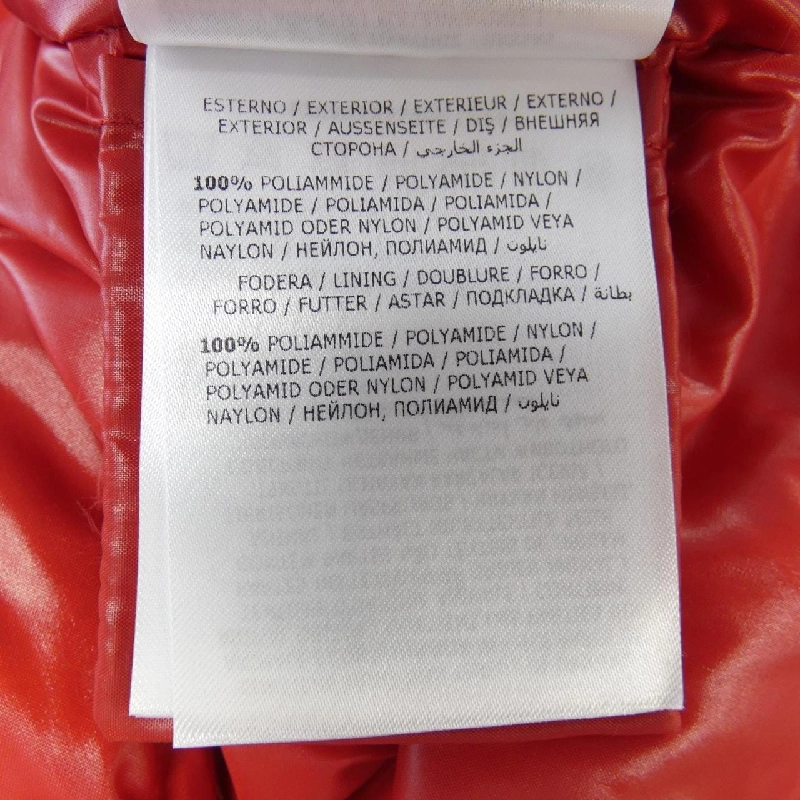 ESTERNO / EXTERIOR / EXTERIEUR / EXTERNO /
EXTERIOR / AUSSENSEITE / DIŞ / ВНЕШНЯЯ
СТОРОНА / الجزء الخارجي
100% POLIAMMIDE / POLYAMIDE / NYLON /
POLYAMIDE / POLIAMIDA / POLIAMIDA /
POLYAMID ODER NYLON / POLYAMID VEYA
NAYLON / НЕЙЛОН, ПОЛИАМИД / نايلون
FODERA / LINING / DOUBLURE / FORRO /
FORRO / FUTTER / ASTAR / ПОДКЛАДКА / بطانة
100% POLIAMMIDE / POLYAMIDE / NYLON /
POLYAMIDE / POLIAMIDA / POLIAMIDA /
POLYAMID ODER NYLON / POLYAMID VEYA
NAYLON / НЕЙЛОН, ПОЛИАМИД / نايلون